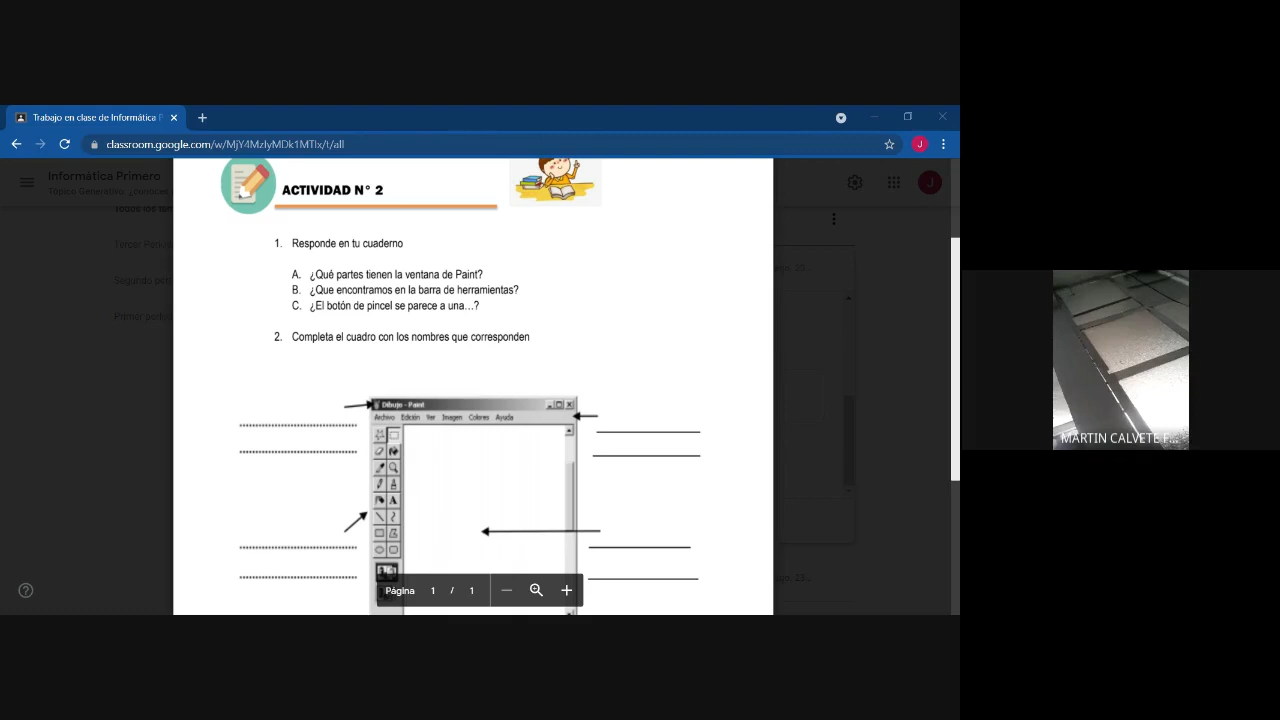 Trabajo en clase de Informática P
classroom.google.com/w/MjY4MzIyMDk1MTIx/t/all
J
Informática Primero
J
ACTIVIDAD N° 2
1. Responde en tu cuaderno
A. ¿Qué partes tienen la ventana de Paint?
B. ¿Que encontramos en la barra de herramientas?
C. ¿El botón de pincel se parece a una…?
2. Completa el cuadro con los nombres que corresponden
Dibujo - Paint
Archivo Edición Ver Imagen Colores Ayuda
A
Página 1 / 1
MARTIN CALVETE F...